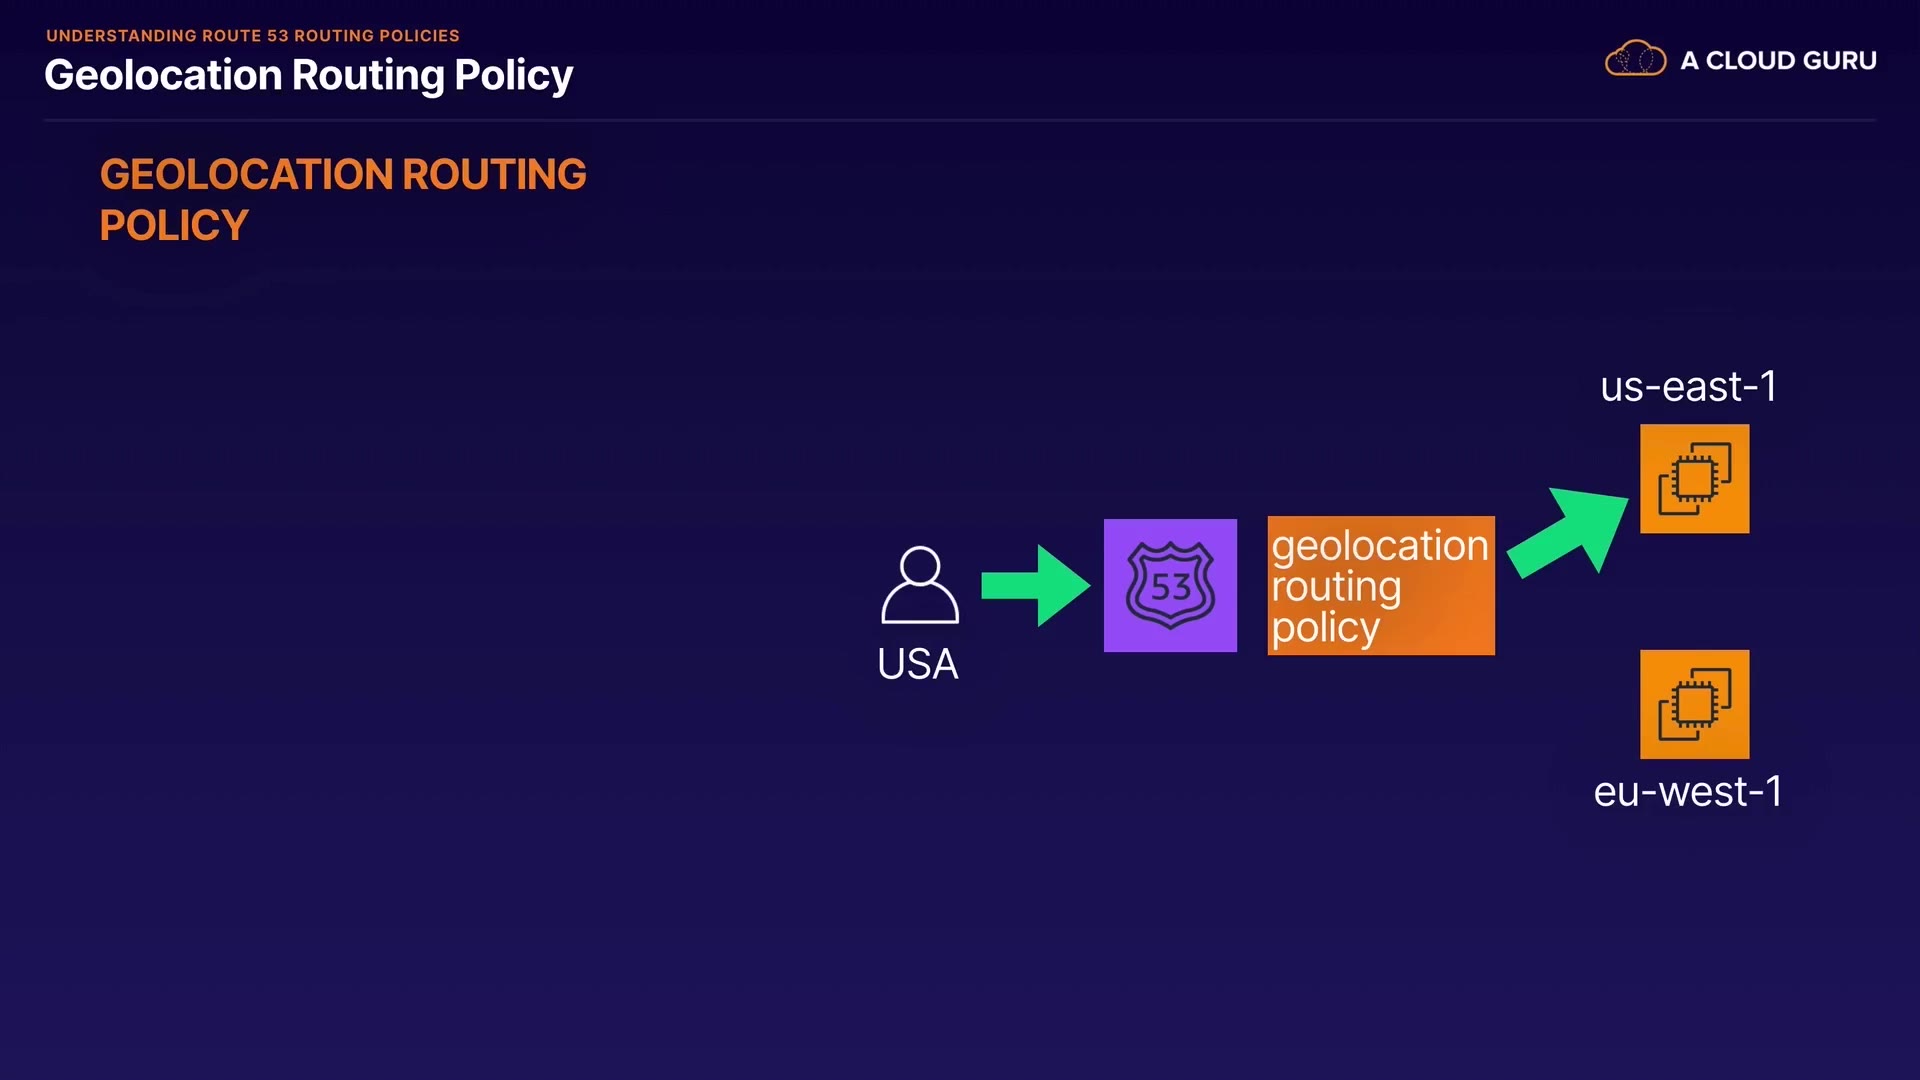 UNDERSTANDING ROUTE 53 ROUTING POLICIES
Geolocation Routing Policy
A CLOUD GURU
GEOLOCATION ROUTING
POLICY
us-east-1
53
geolocation
routing
policy
USA
eu-west-1